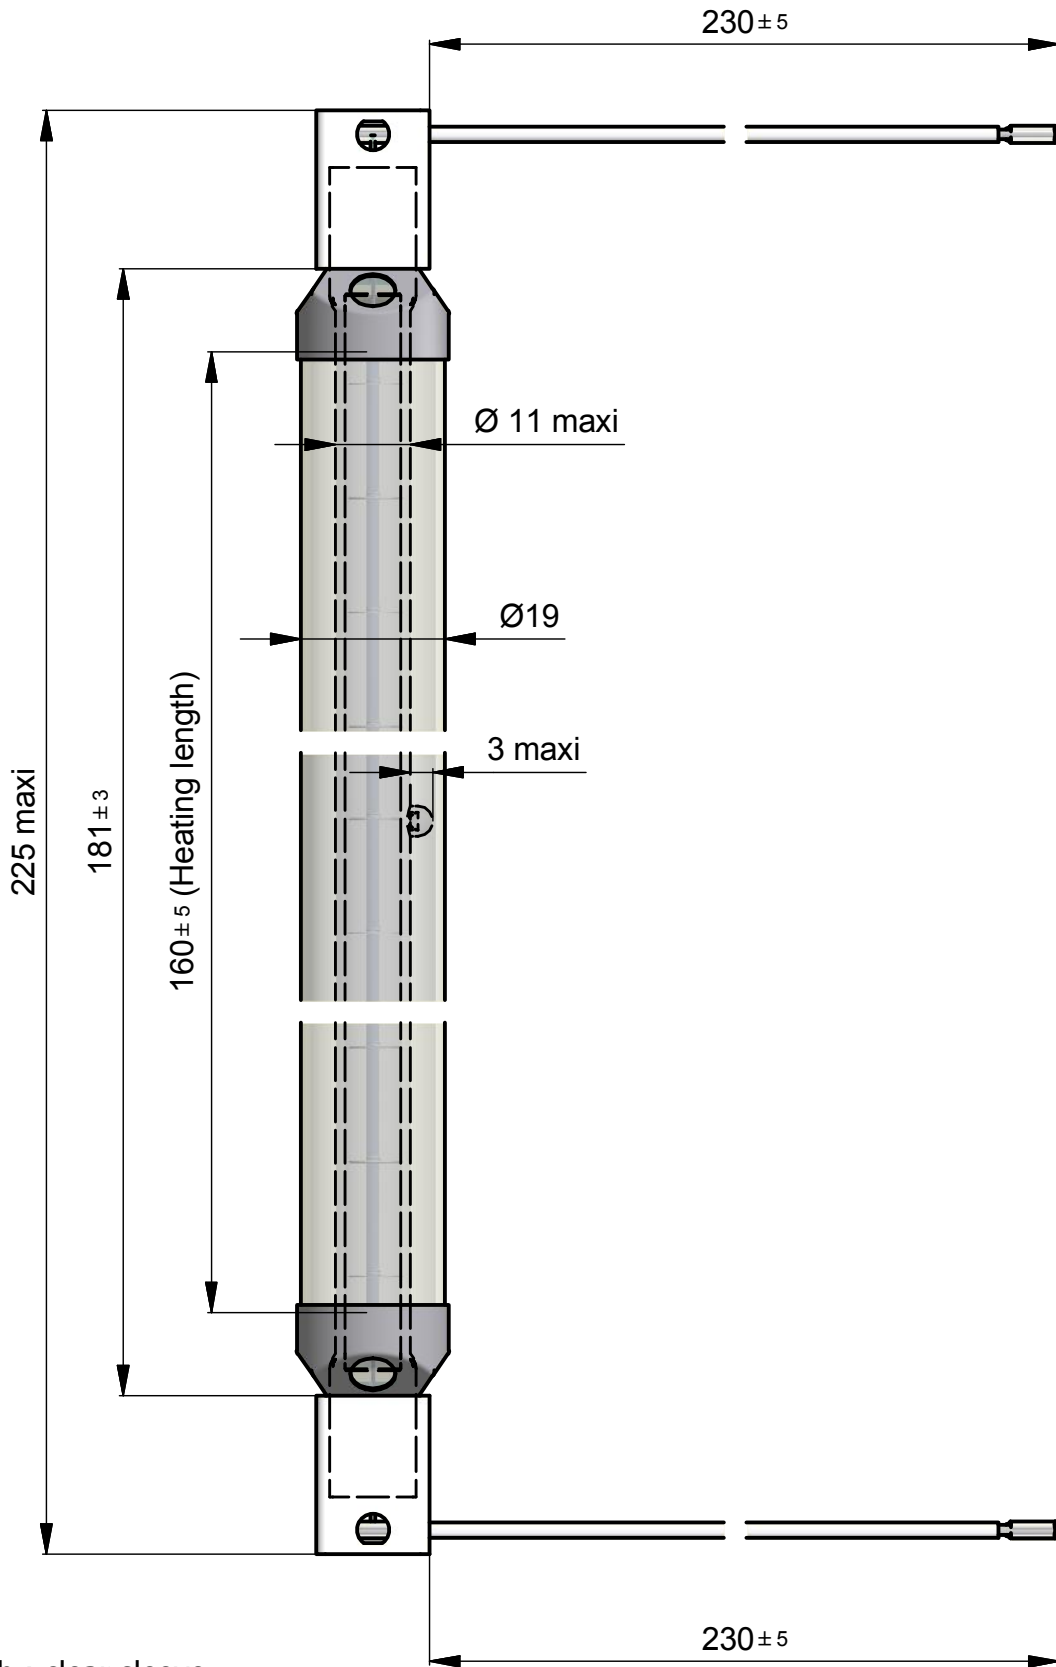 230 ± 5
Ø 11 maxi
Ø19
3 maxi
225 maxi
181 ± 3
160 ± 5 (Heating length)
230 ± 5